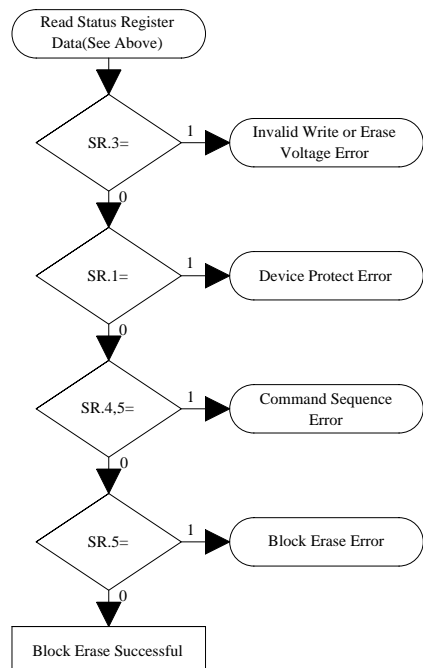 Read Status Register
Data(See Above)
SR.3=
1
Invalid Write or Erase
Voltage Error
0
SR.1=
1
Device Protect Error
0
SR.4,5=
1
Command Sequence
Error
0
SR.5=
1
Block Erase Error
0
Block Erase Successful